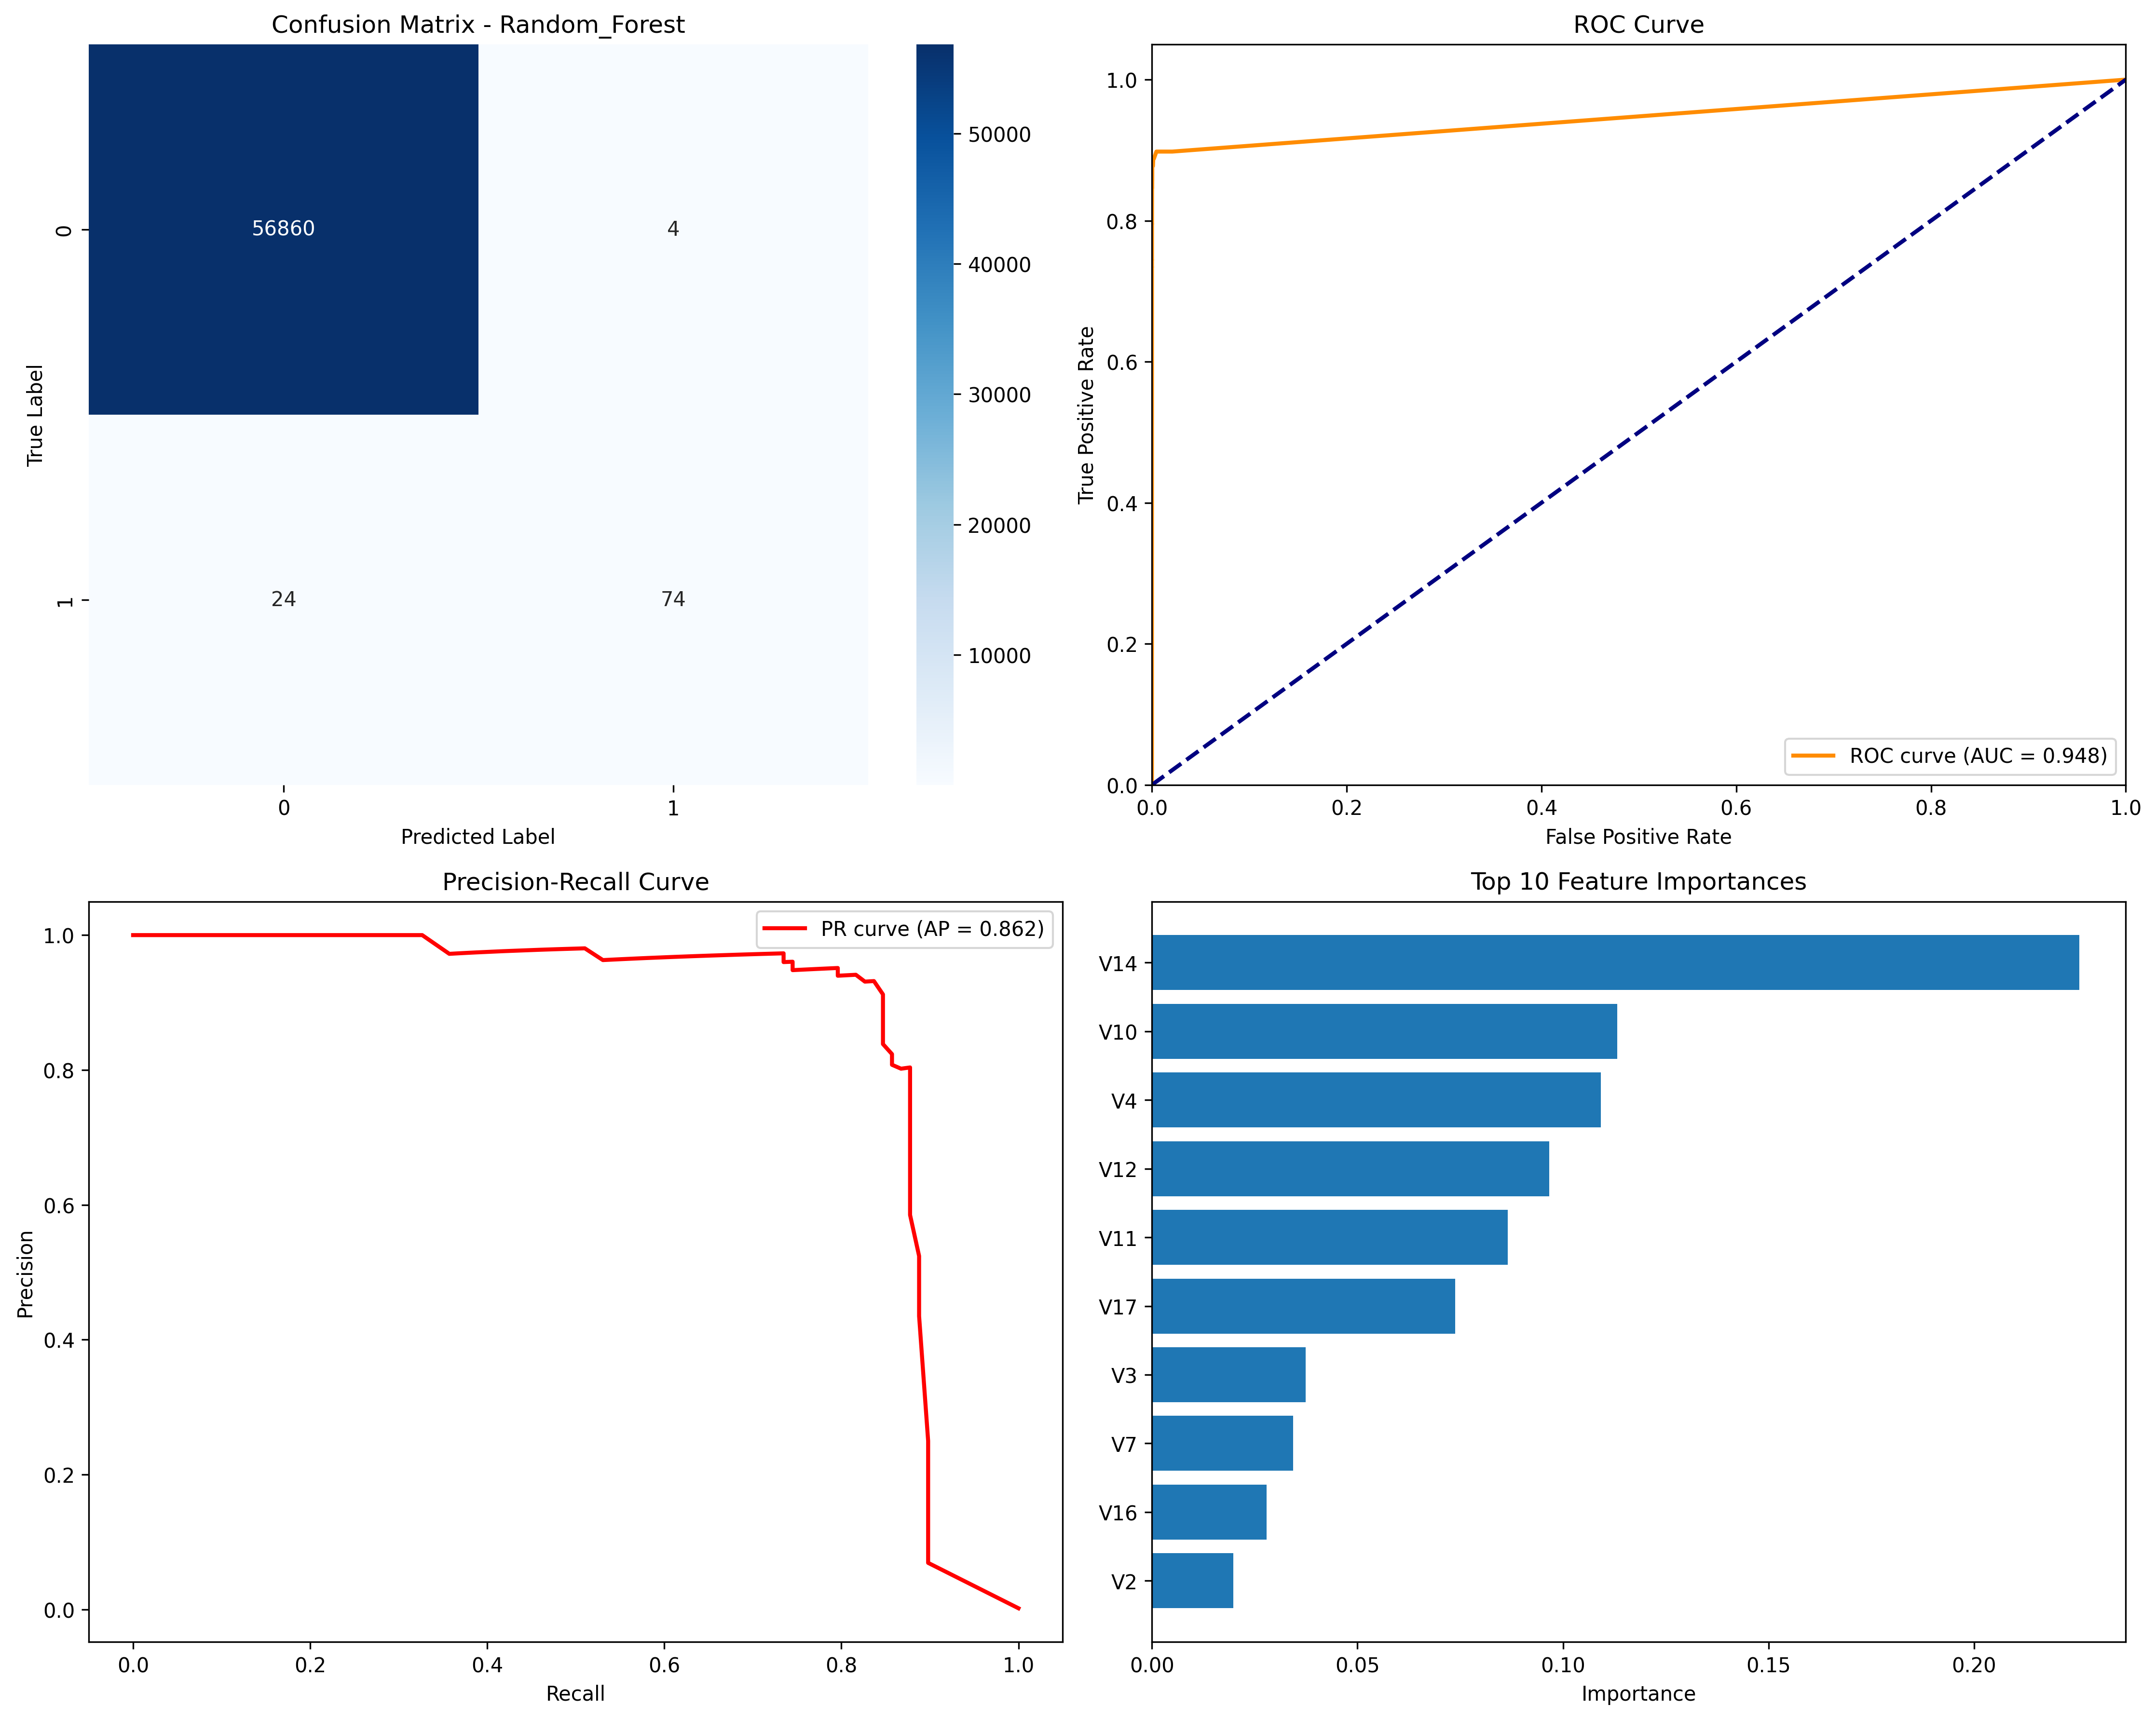 Confusion Matrix - Random_Forest
0
1
True Label
56860
4
24
74
0
1
Predicted Label
50000
40000
30000
20000
10000
ROC Curve
1.0
0.8
0.6
0.4
0.2
0.0
True Positive Rate
ROC curve (AUC = 0.948)
0.0
0.2
0.4
0.6
0.8
1.0
False Positive Rate
Precision-Recall Curve
PR curve (AP = 0.862)
1.0
0.8
0.6
0.4
0.2
0.0
Precision
0.0
0.2
0.4
0.6
0.8
1.0
Recall
Top 10 Feature Importances
V14
V10
V4
V12
V11
V17
V3
V7
V16
V2
0.00
0.05
0.10
0.15
0.20
Importance